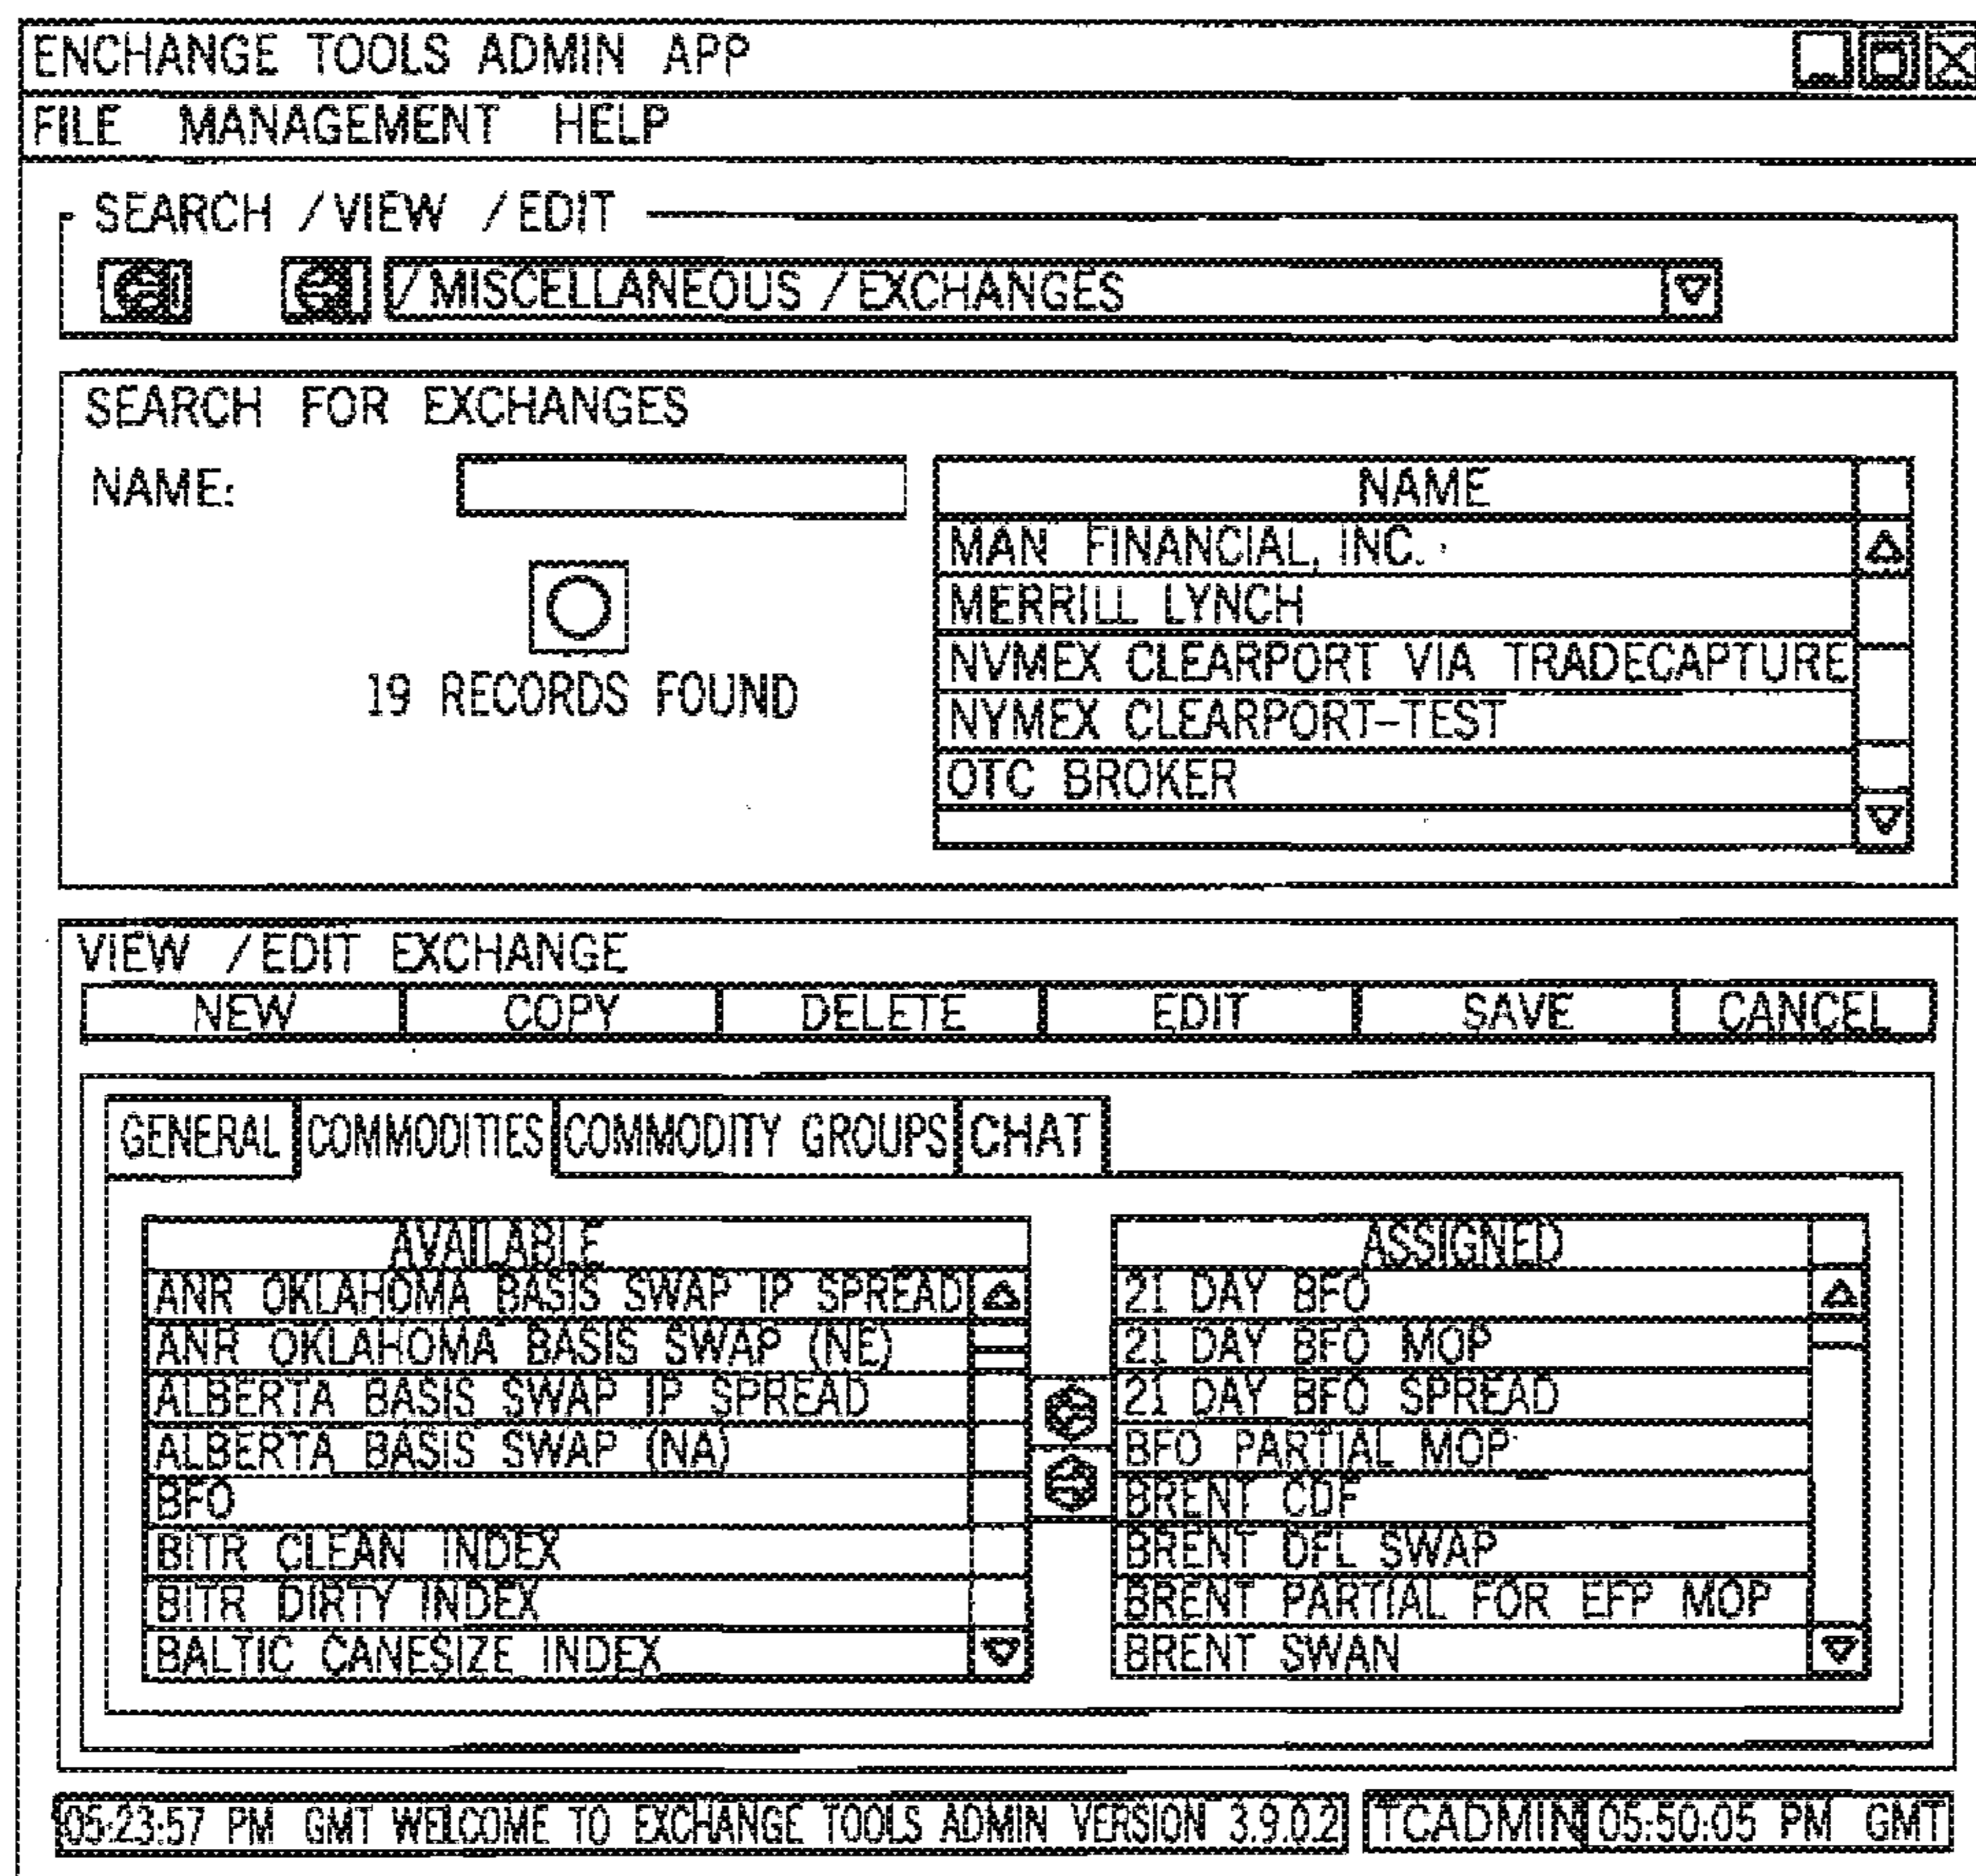 ENCHANGE TOOLS ADMIN APP
FILE MANAGEMENT HELP
SEARCH /VIEW /EDIT
/MISCELLANEOUS /EXCHANGES
SEARCH FOR EXCHANGES
NAME:
19 RECORDS FOUND
NAME
MAN FINANCIAL, INC.
MERRILL LYNCH
NVMEX CLEARPORT VIA TRADECAPTURE
NYMEX CLEARPORT-TEST
OTC BROKER
VIEW /EDIT EXCHANGE
NEW COPY DELETE EDIT SAVE CANCEL
GENERAL COMMODITIES COMMODITY GROUPS CHAT
AVAILABLE
ANR OKLAHOMA BASIS SWAP IP SPREAD
ANR OKLAHOMA BASIS SWAP (NE)
ALBERTA BASIS SWAP IP SPREAD
ALBERTA BASIS SWAP (NA)
BFO
BITR CLEAN INDEX
BITR DIRTY INDEX
BALTIC CANESIZE INDEX
ASSIGNED
21 DAY BFO
21 DAY BFO MOP
21 DAY BFO SPREAD
BFO PARTIAL MOP
BRENT CDF
BRENT DFL SWAP
BRENT PARTIAL FOR EFP MOP
BRENT SWAN
05:23:57 PM GMT WELCOME TO EXCHANGE TOOLS ADMIN VERSION 3.9.0.2 TCADMIN 05:50:05 PM GMT